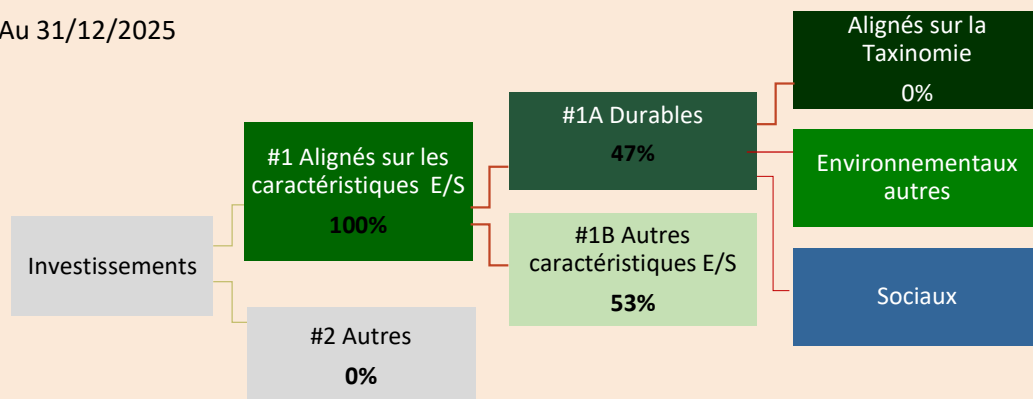 Au 31/12/2025
Investissements
#1 Alignés sur les
caractéristiques E/S
100%
#2 Autres
0%
#1A Durables
47%
#1B Autres
caractéristiques E/S
53%
Alignés sur la
Taxinomie
0%
Environnementaux
autres
Sociaux